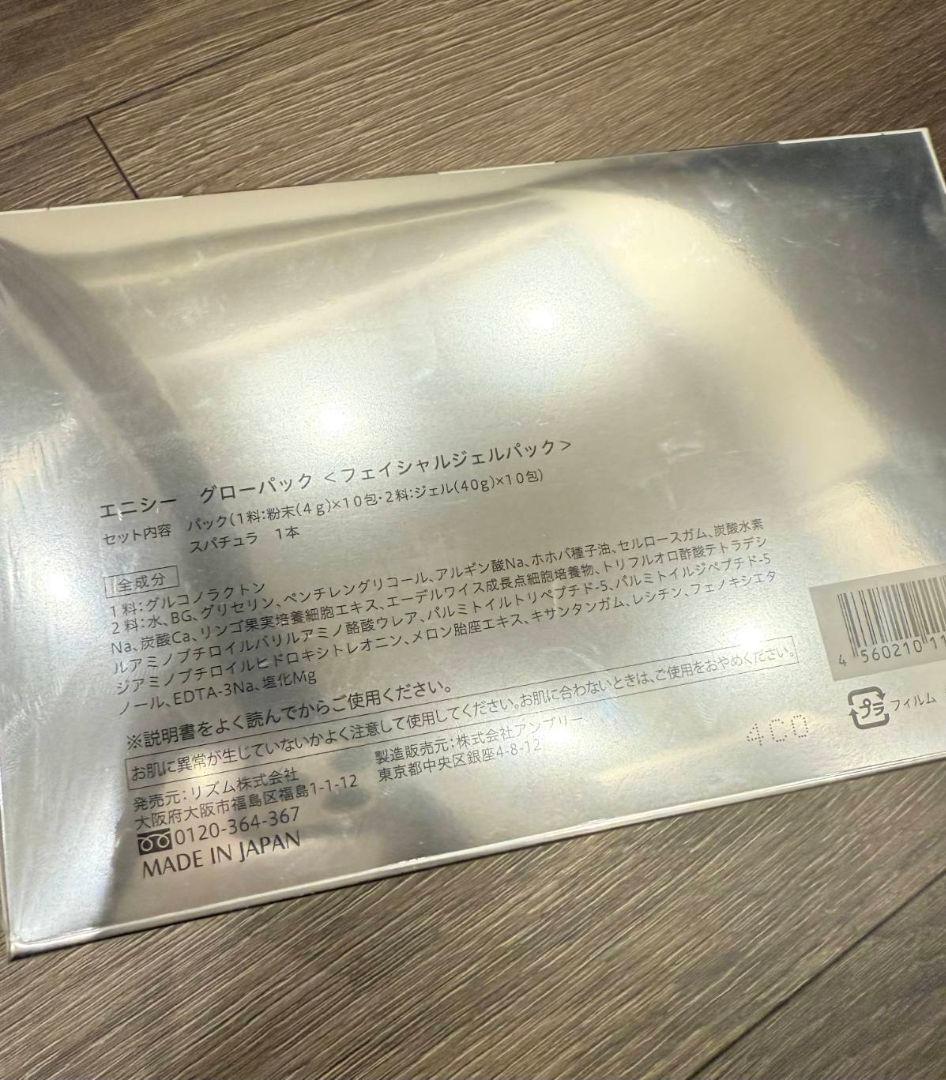 エニシー グローパック <フェイシャルジェルパック>
セット内容 パック(1料:粉末(4g)×10包・2料:ジェル(40g)×10包)
スパチュラ 1本
全成分
1料:グルコノラクトン
2料:水、BG、グリセリン、ペンチレングリコール、アルギン酸Na、ホホバ種子油、セルロースガム、炭酸水素
Na、炭酸Ca、リンゴ果実培養細胞エキス、エーデルワイス成長点細胞培養物、トリフルオロ酢酸テトラデシ
ルアミノブチロイルバリルアミノ酪酸ウレア、パルミトイルトリペプチド-5、パルミトイルジペプチド-5
ジアミノブチロイルヒドロキシトレオニン、メロン胎座エキス、キサンタンガム、レシチン、フェノキシエタ
ノール、EDTA-3Na、塩化Mg
※説明書をよく読んでからご使用ください。
お肌に異常が生じていないかよく注意して使用してください。お肌に合わないときは、ご使用をおやめください。
発売元:リズム株式会社
大阪府大阪市福島区福島1-1-12
0120-364-367
MADE IN JAPAN
製造販売元:株式会社アンブリー
東京都中央区銀座4-8-12
4C0
4 560210 11
プラ フィルム